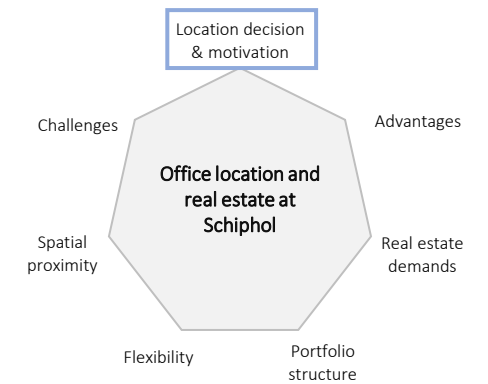 Location decision
& motivation
Challenges
Advantages
Office location and
real estate at
Schiphol
Spatial
proximity
Real estate
demands
Flexibility
Portfolio
structure